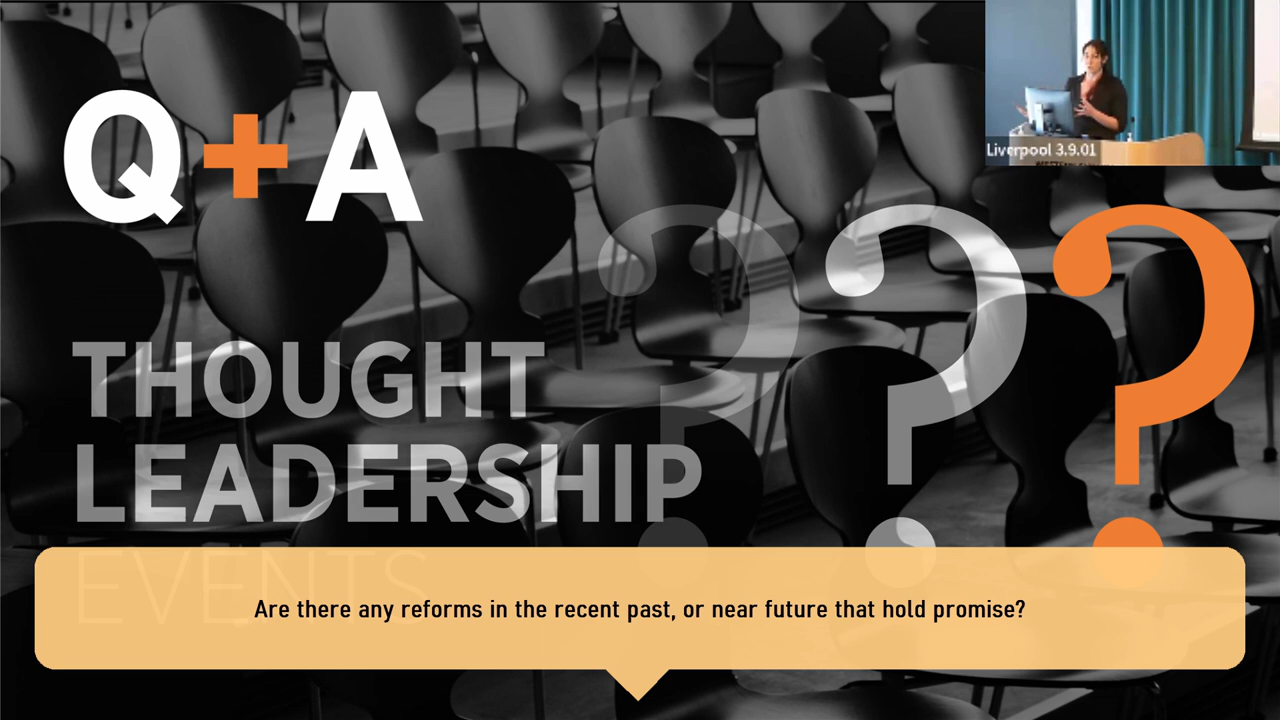 Q+A
Liverpool 3.9.01
THOUGHT
LEADERSHIP
EVENTS
Are there any reforms in the recent past, or near future that hold promise?